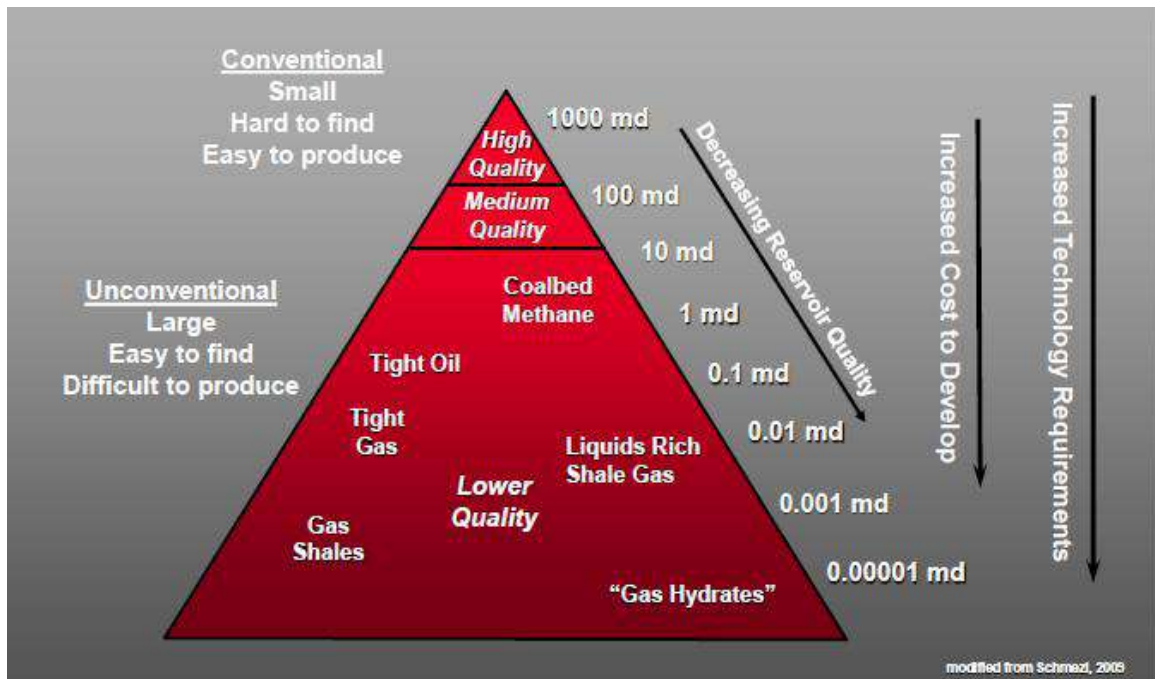 Conventional
Small
Hard to find
Easy to produce
Unconventional
Large
Easy to find
Difficult to produce
High
Quality
Medium
Quality
Coalbed
Methane
Tight Oil
Tight
Gas
Liquids Rich
Shale Gas
Lower
Quality
Gas
Shales
“Gas Hydrates”
1000 md
100 md
10 md
1 md
0.1 md
0.01 md
0.001 md
0.00001 md
Decreasing Reservoir Quality
Increased Cost to Develop
Increased Technology Requirements
modified from Schmezl, 2009